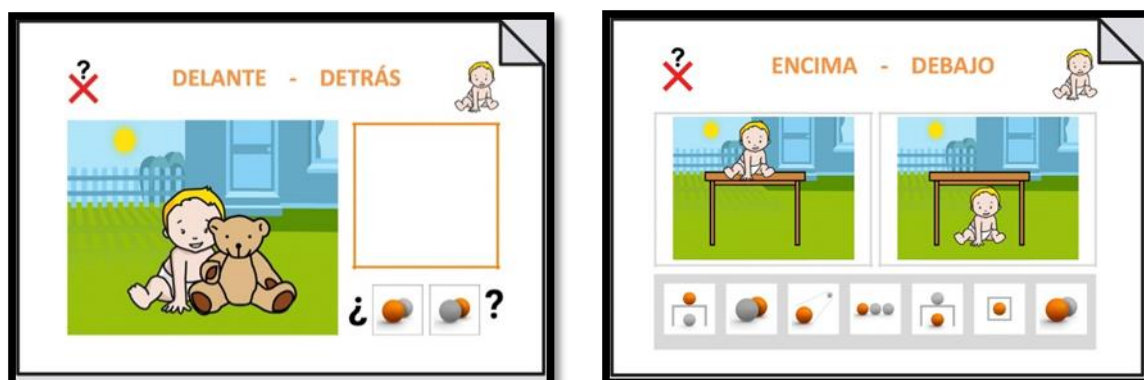 ?
DELANTE - DETRÁS
¿ ?
?
ENCIMA - DEBAJO